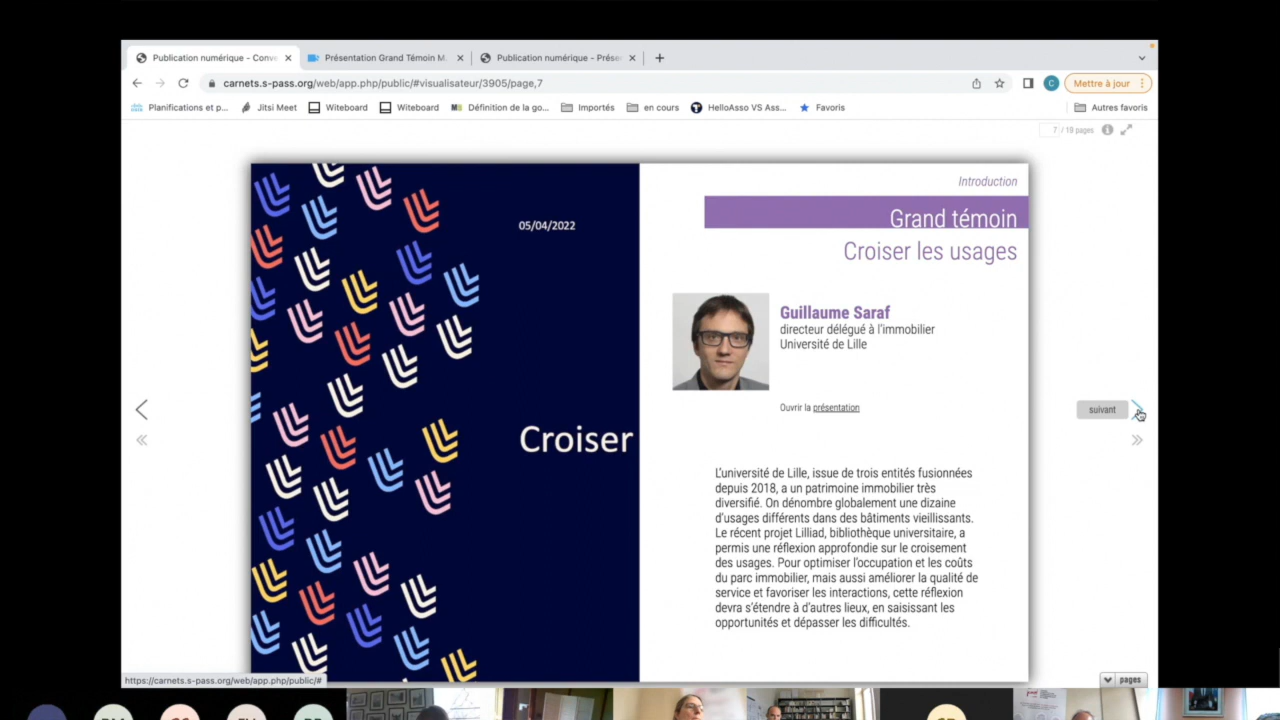 Publication numérique - Conve
Présentation Grand Témoin M.
Publication numérique - Prése
carnets.s-pass.org/web/app.php/public/#visualisateur/3905/page,7
C
Mettre à jour
Planifications et p...
Jitsi Meet
Witeboard
Witeboard
Définition de la go...
Importés
en cours
HelloAsso VS Ass...
Favoris
Autres favoris
7 / 19 pages
05/04/2022
Croiser
Introduction
Grand témoin
Croiser les usages
Guillaume Saraf
directeur délégué à l'immobilier
Université de Lille
Ouvrir la présentation
L'université de Lille, issue de trois entités fusionnées
depuis 2018, a un patrimoine immobilier très
diversifié. On dénombre globalement une dizaine
d'usages différents dans des bâtiments vieillissants.
Le récent projet Lilliad, bibliothèque universitaire, a
permis une réflexion approfondie sur le croisement
des usages. Pour optimiser l'occupation et les coûts
du parc immobilier, mais aussi améliorer la qualité de
service et favoriser les interactions, cette réflexion
devra s'étendre à d'autres lieux, en saisissant les
opportunités et dépasser les difficultés.
suivant
https://carnets.s-pass.org/web/app.php/public/#
pages